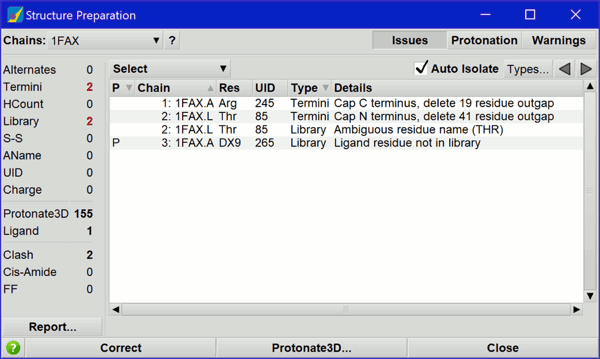 Structure Preparation
Chains: 1FAX ?
Issues Protonation Warnings
Alternates 0
Termini 2
HCount 0
Library 2
S-S 0
AName 0
UID 0
Charge 0
Protonate3D 155
Ligand 1
Clash 2
Cis-Amide 0
FF 0
Report...
Select Auto Isolate Types...
P Chain Res UID Type Details
1: 1FAX.A Arg 245 Termini Cap C terminus, delete 19 residue outgap
2: 1FAX.L Thr 85 Termini Cap N terminus, delete 41 residue outgap
2: 1FAX.L Thr 85 Library Ambiguous residue name (THR)
P 3: 1FAX.A DX9 265 Library Ligand residue not in library
? Correct Protonate3D... Close